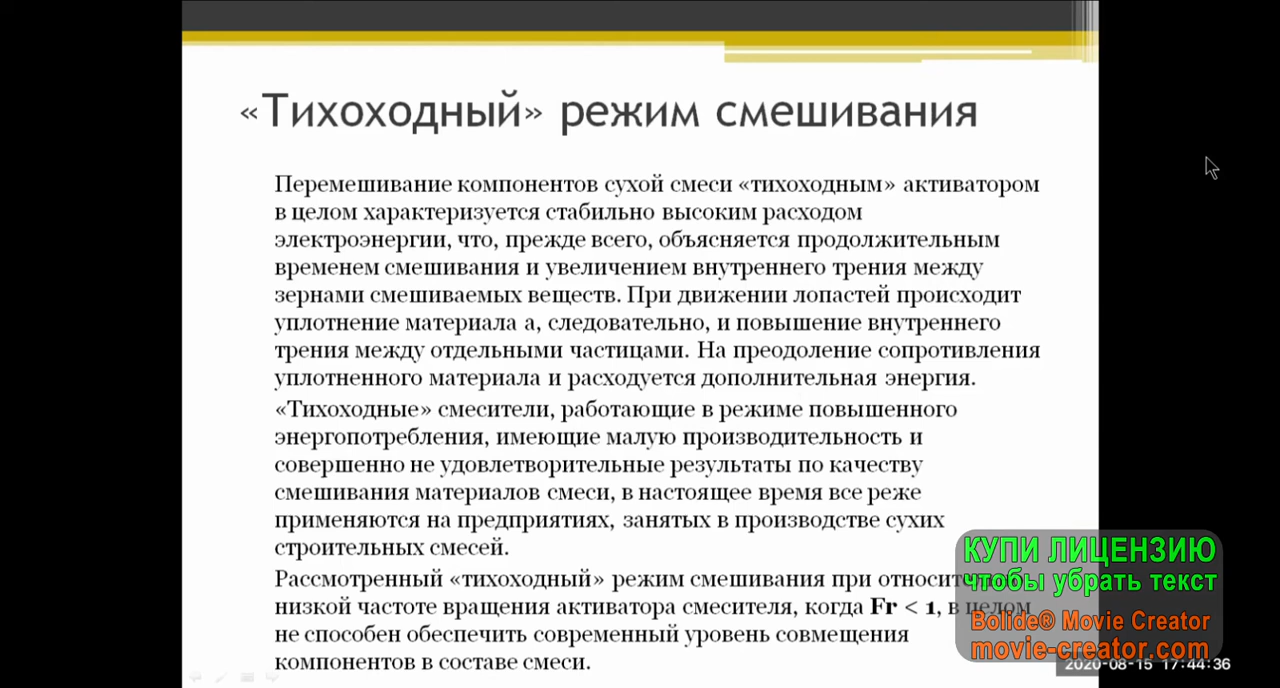 «Тихоходный» режим смешивания
Перемешивание компонентов сухой смеси «тихоходным» активатором
в целом характеризуется стабильно высоким расходом
электроэнергии, что, прежде всего, объясняется продолжительным
временем смешивания и увеличением внутреннего трения между
зернами смешиваемых веществ. При движении лопастей происходит
уплотнение материала а, следовательно, и повышение внутреннего
трения между отдельными частицами. На преодоление сопротивления
уплотненного материала и расходуется дополнительная энергия.
«Тихоходные» смесители, работающие в режиме повышенного
энергопотребления, имеющие малую производительность и
совершенно не удовлетворительные результаты по качеству
смешивания материалов смеси, в настоящее время все реже
применяются на предприятиях, занятых в производстве сухих
строительных смесей.
Рассмотренный «тихоходный» режим смешивания при
низкой частоте вращения активатора смесителя, когда Fr < 1, в целом
не способен обеспечить современный уровень совмещения
компонентов в составе смеси.
КУПИ ЛИЦЕНЗИЮ
чтобы убрать текст
Bolide® Movie Creator
movie-creator.com
2020-08-15 17:44:36